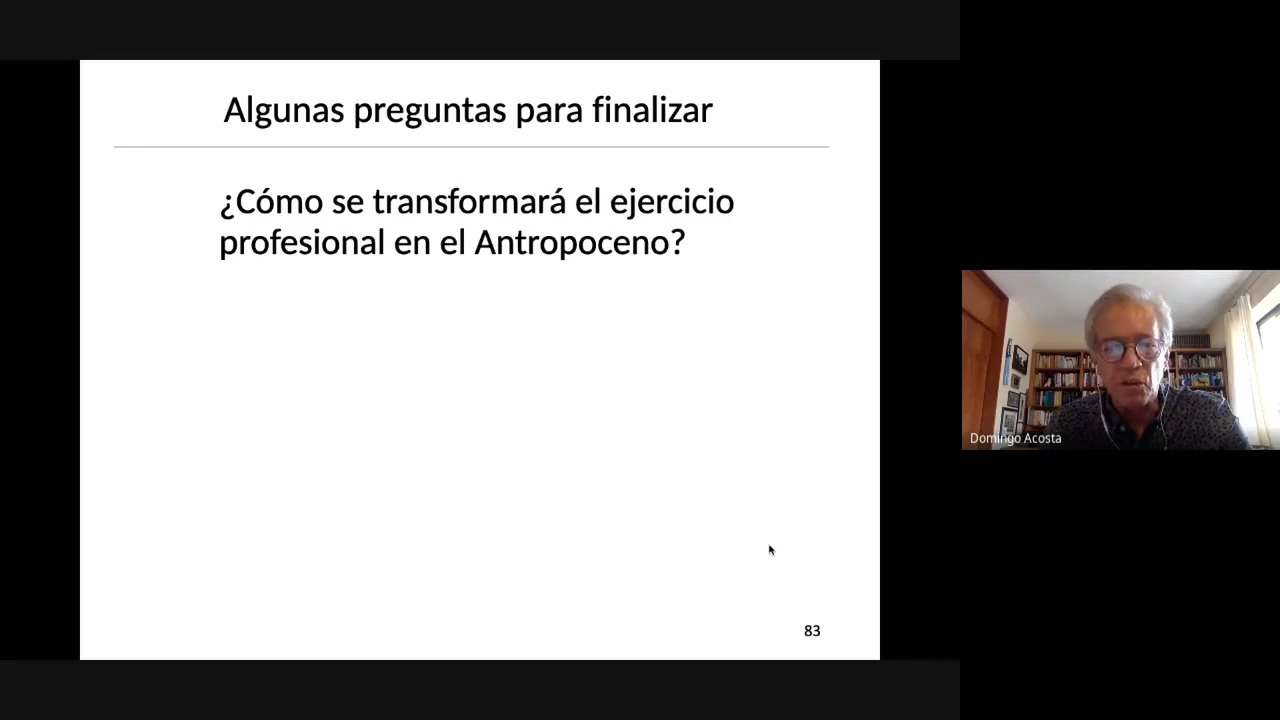 Algunas preguntas para finalizar
¿Cómo se transformará el ejercicio
profesional en el Antropoceno?
83
Domingo Acosta